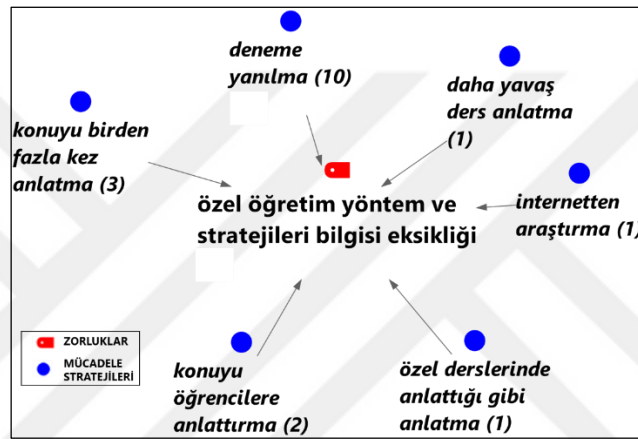 deneme
yanılma (10)
daha yavaş
ders anlatma
(1)
konuyu birden
fazla kez
anlatma (3)
özel öğretim yöntem ve
stratejileri bilgisi eksikliği
internetten
araştırma (1)
ZORLUKLAR
MÜCADELE
STRATEJİLERİ
konuyu
öğrencilere
anlattırma (2)
özel derslerinde
anlattığı gibi
anlatma (1)